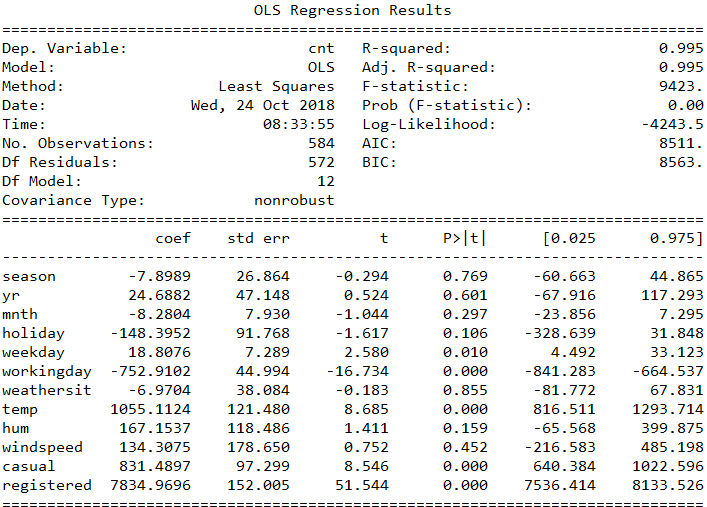 OLS Regression Results
==============================================================================
Dep. Variable: cnt R-squared: 0.995
Model: OLS Adj. R-squared: 0.995
Method: Least Squares F-statistic: 9423.
Date: Wed, 24 Oct 2018 Prob (F-statistic): 0.00
Time: 08:33:55 Log-Likelihood: -4243.5
No. Observations: 584 AIC: 8511.
Df Residuals: 572 BIC: 8563.
Df Model: 12
Covariance Type: nonrobust
==============================================================================
coef std err t P>|t| [0.025 0.975]
------------------------------------------------------------------------------
season -7.8989 26.864 -0.294 0.769 -60.663 44.865
yr 24.6882 47.148 0.524 0.601 -67.916 117.293
mnth -8.2804 7.930 -1.044 0.297 -23.856 7.295
holiday -148.3952 91.768 -1.617 0.106 -328.639 31.848
weekday 18.8076 7.289 2.580 0.010 4.492 33.123
workingday -752.9102 44.994 -16.734 0.000 -841.283 -664.537
weathersit -6.9704 38.084 -0.183 0.855 -81.772 67.831
temp 1055.1124 121.480 8.685 0.000 816.511 1293.714
hum 167.1537 118.486 1.411 0.159 -65.568 399.875
windspeed 134.3075 178.650 0.752 0.452 -216.583 485.198
casual 831.4897 97.299 8.546 0.000 640.384 1022.596
registered 7834.9696 152.005 51.544 0.000 7536.414 8133.526
==============================================================================